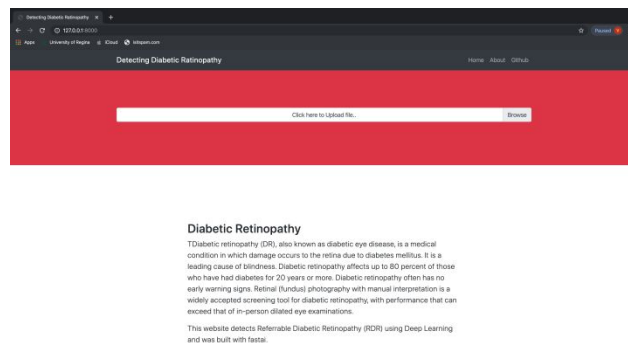 Detecting Diabetic Retinopathy
127.0.0.1:8000
Paused
Apps University of Regina iCloud letspam.com
Detecting Diabetic Retinopathy Home About Github
Click here to Upload file.. Browse
Diabetic Retinopathy
TDiabetic retinopathy (DR), also known as diabetic eye disease, is a medical
condition in which damage occurs to the retina due to diabetes mellitus. It is a
leading cause of blindness. Diabetic retinopathy affects up to 80 percent of those
who have had diabetes for 20 years or more. Diabetic retinopathy often has no
early warning signs. Retinal (fundus) photography with manual interpretation is a
widely accepted screening tool for diabetic retinopathy, with performance that can
exceed that of in-person dilated eye examinations.
This website detects Referrable Diabetic Retinopathy (RDR) using Deep Learning
and was built with fastai.